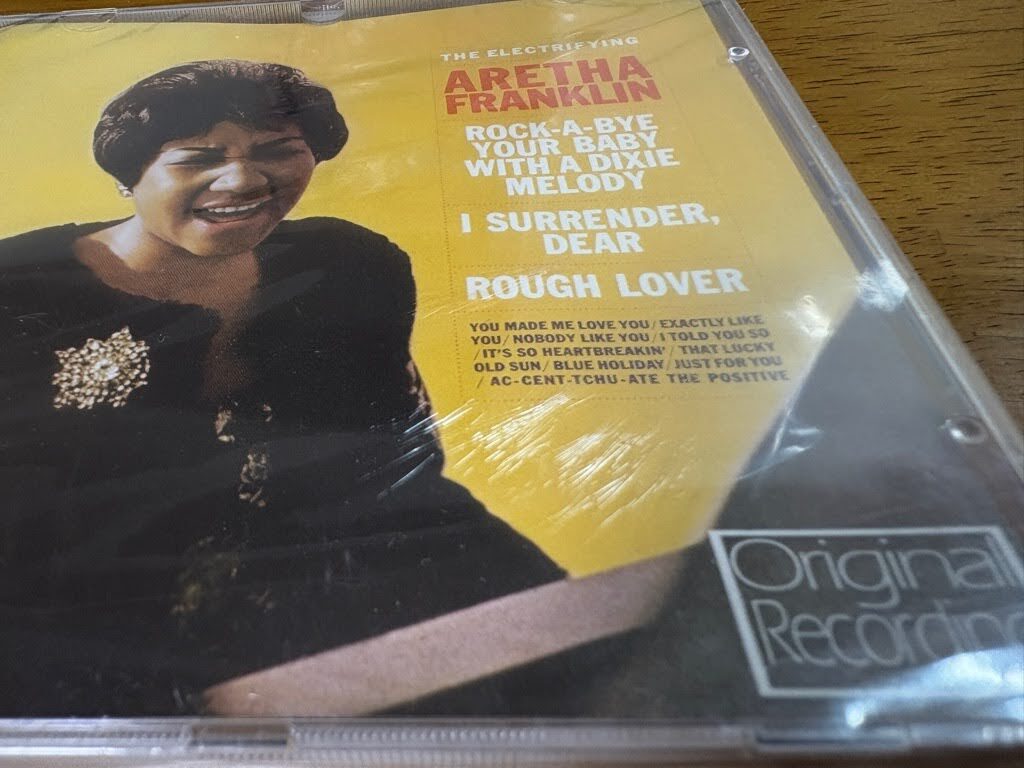 THE ELECTRIFYING
ARETHA
FRANKLIN
ROCK-A-BYE
YOUR BABY
WITH A DIXIE
MELODY
I SURRENDER,
DEAR
ROUGH LOVER
YOU MADE ME LOVE YOU / EXACTLY LIKE
YOU / NOBODY LIKE YOU / I TOLD YOU SO
/ IT'S SO HEARTBREAKIN' / THAT LUCKY
OLD SUN / BLUE HOLIDAY / JUST FOR YOU
/ AC-CENT-TCHU-ATE THE POSITIVE
Original
Recording